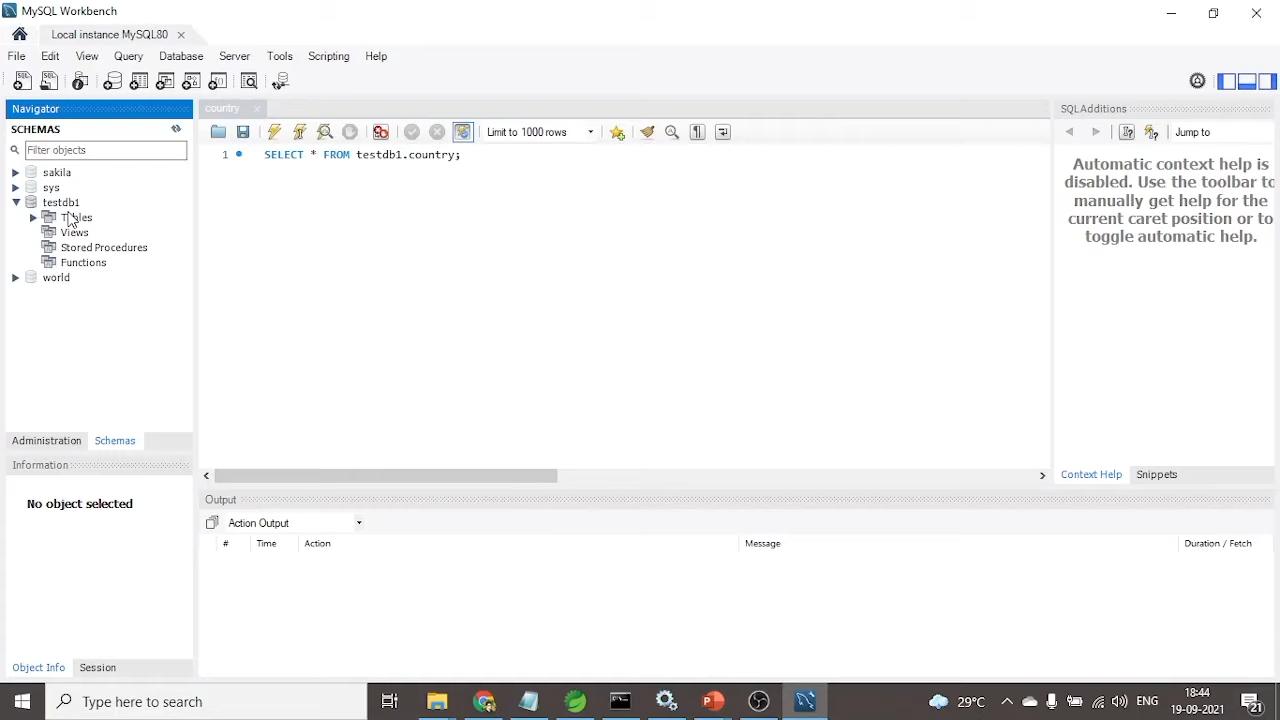 MySQL Workbench
Local instance MySQL80
File Edit View Query Database Server Tools Scripting Help
Navigator
SCHEMAS
Filter objects
sakila
sys
testdb1
Tables
Views
Stored Procedures
Functions
world
Administration Schemas
Information
No object selected
Object Info Session
country
Limit to 1000 rows
1 SELECT * FROM testdb1.country;
Output
Action Output
# Time Action Message Duration / Fetch
SQLAdditions
Jump to
Automatic context help is
disabled. Use the toolbar to
manually get help for the
current caret position or to
toggle automatic help.
Context Help Snippets
Type here to search
29°C
ENG
18:44
19-09-2021
21